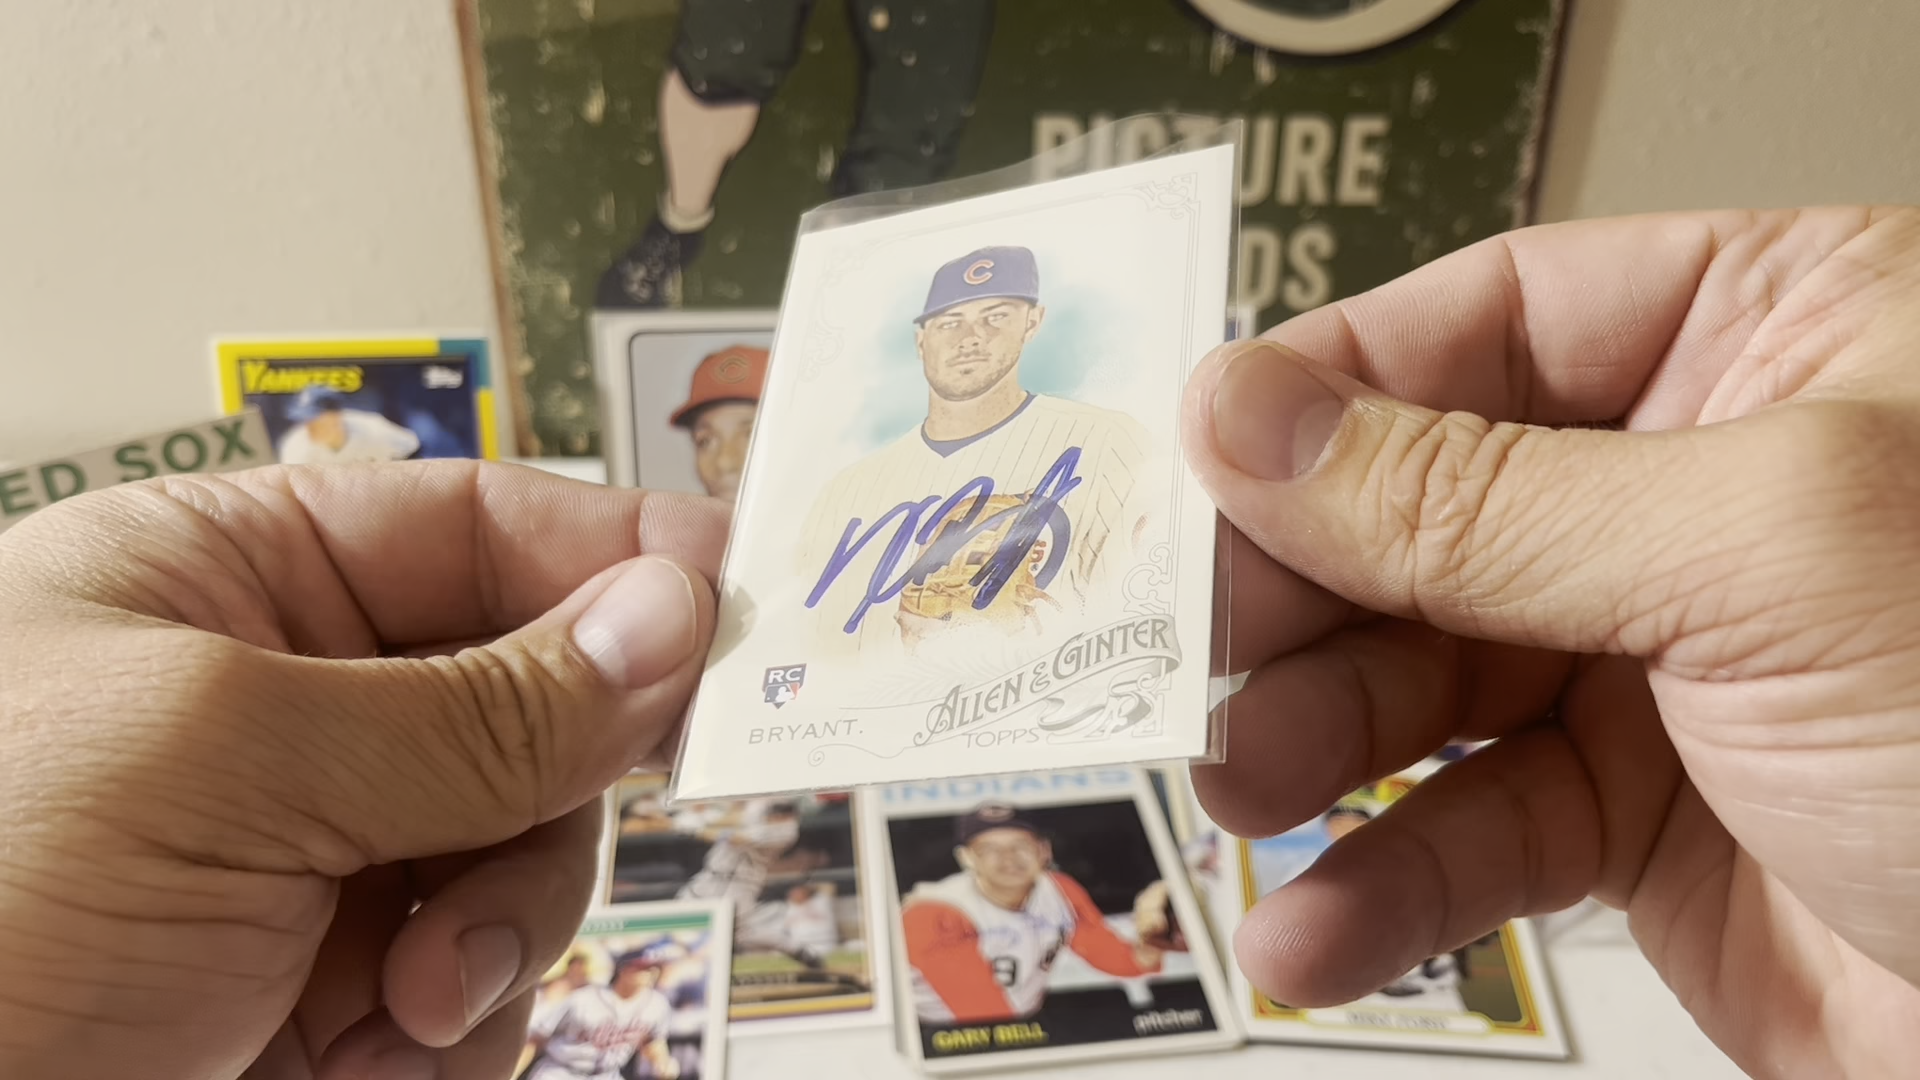 PICTURE
DS
YANKEES
Topps
ED SOX
C
RC
BRYANT.
ALLEN & GINTER
TOPPS
INDIANS
GARY BELL
pitcher